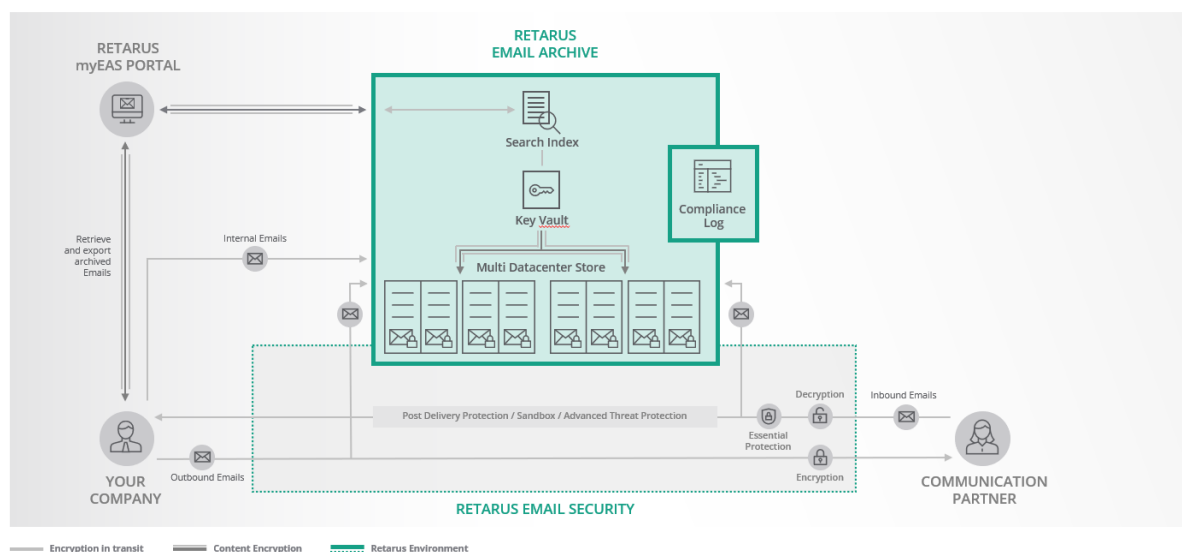 RETARUS
EMAIL ARCHIVE
RETARUS
myEAS PORTAL
Search Index
Key Vault
Compliance
Log
Multi Datacenter Store
Retrieve
and export
archived
Emails
Internal Emails
Post Delivery Protection / Sandbox / Advanced Threat Protection
Decryption
Inbound Emails
Essential
Protection
Outbound Emails
Encryption
YOUR
COMPANY
COMMUNICATION
PARTNER
RETARUS EMAIL SECURITY
Encryption in transit
Content Encryption
Retarus Environment